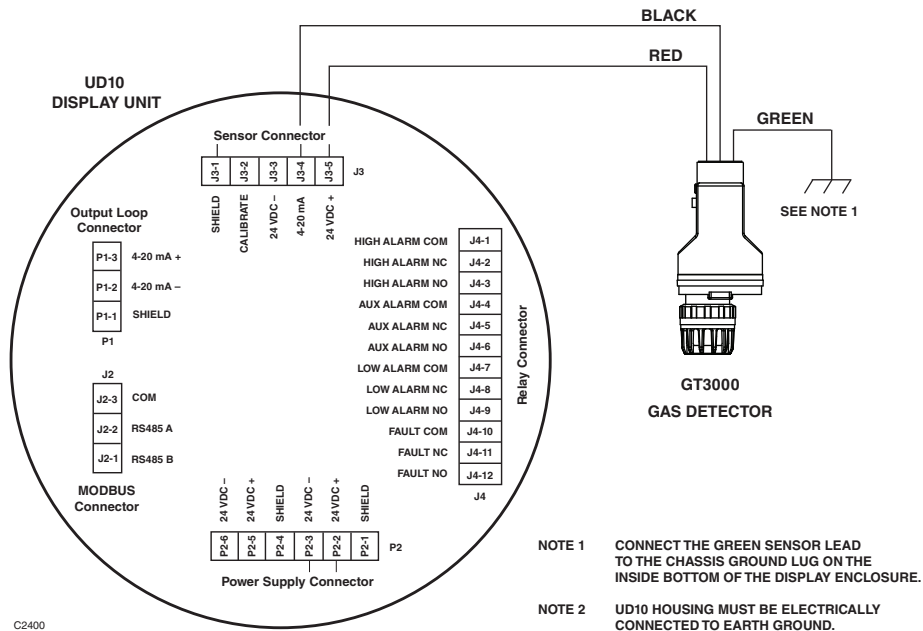 BLACK
RED
GREEN
SEE NOTE 1
UD10
DISPLAY UNIT
Sensor Connector
J3-1 J3-2 J3-3 J3-4 J3-5 J3
SHIELD
CALIBRATE
24 VDC –
4-20 mA
24 VDC +
Output Loop
Connector
P1-3 4-20 mA +
P1-2 4-20 mA –
P1-1 SHIELD
P1
J2
J2-3 COM
J2-2 RS485 A
J2-1 RS485 B
MODBUS
Connector
HIGH ALARM COM J4-1
HIGH ALARM NC J4-2
HIGH ALARM NO J4-3
AUX ALARM COM J4-4
AUX ALARM NC J4-5
AUX ALARM NO J4-6
LOW ALARM COM J4-7
LOW ALARM NC J4-8
LOW ALARM NO J4-9
FAULT COM J4-10
FAULT NC J4-11
FAULT NO J4-12
J4
Relay Connector
GT3000
GAS DETECTOR
24 VDC –
24 VDC +
SHIELD
24 VDC –
24 VDC +
SHIELD
P2-6 P2-5 P2-4 P2-3 P2-2 P2-1 P2
Power Supply Connector
NOTE 1 CONNECT THE GREEN SENSOR LEAD
TO THE CHASSIS GROUND LUG ON THE
INSIDE BOTTOM OF THE DISPLAY ENCLOSURE.
NOTE 2 UD10 HOUSING MUST BE ELECTRICALLY
CONNECTED TO EARTH GROUND.
C2400